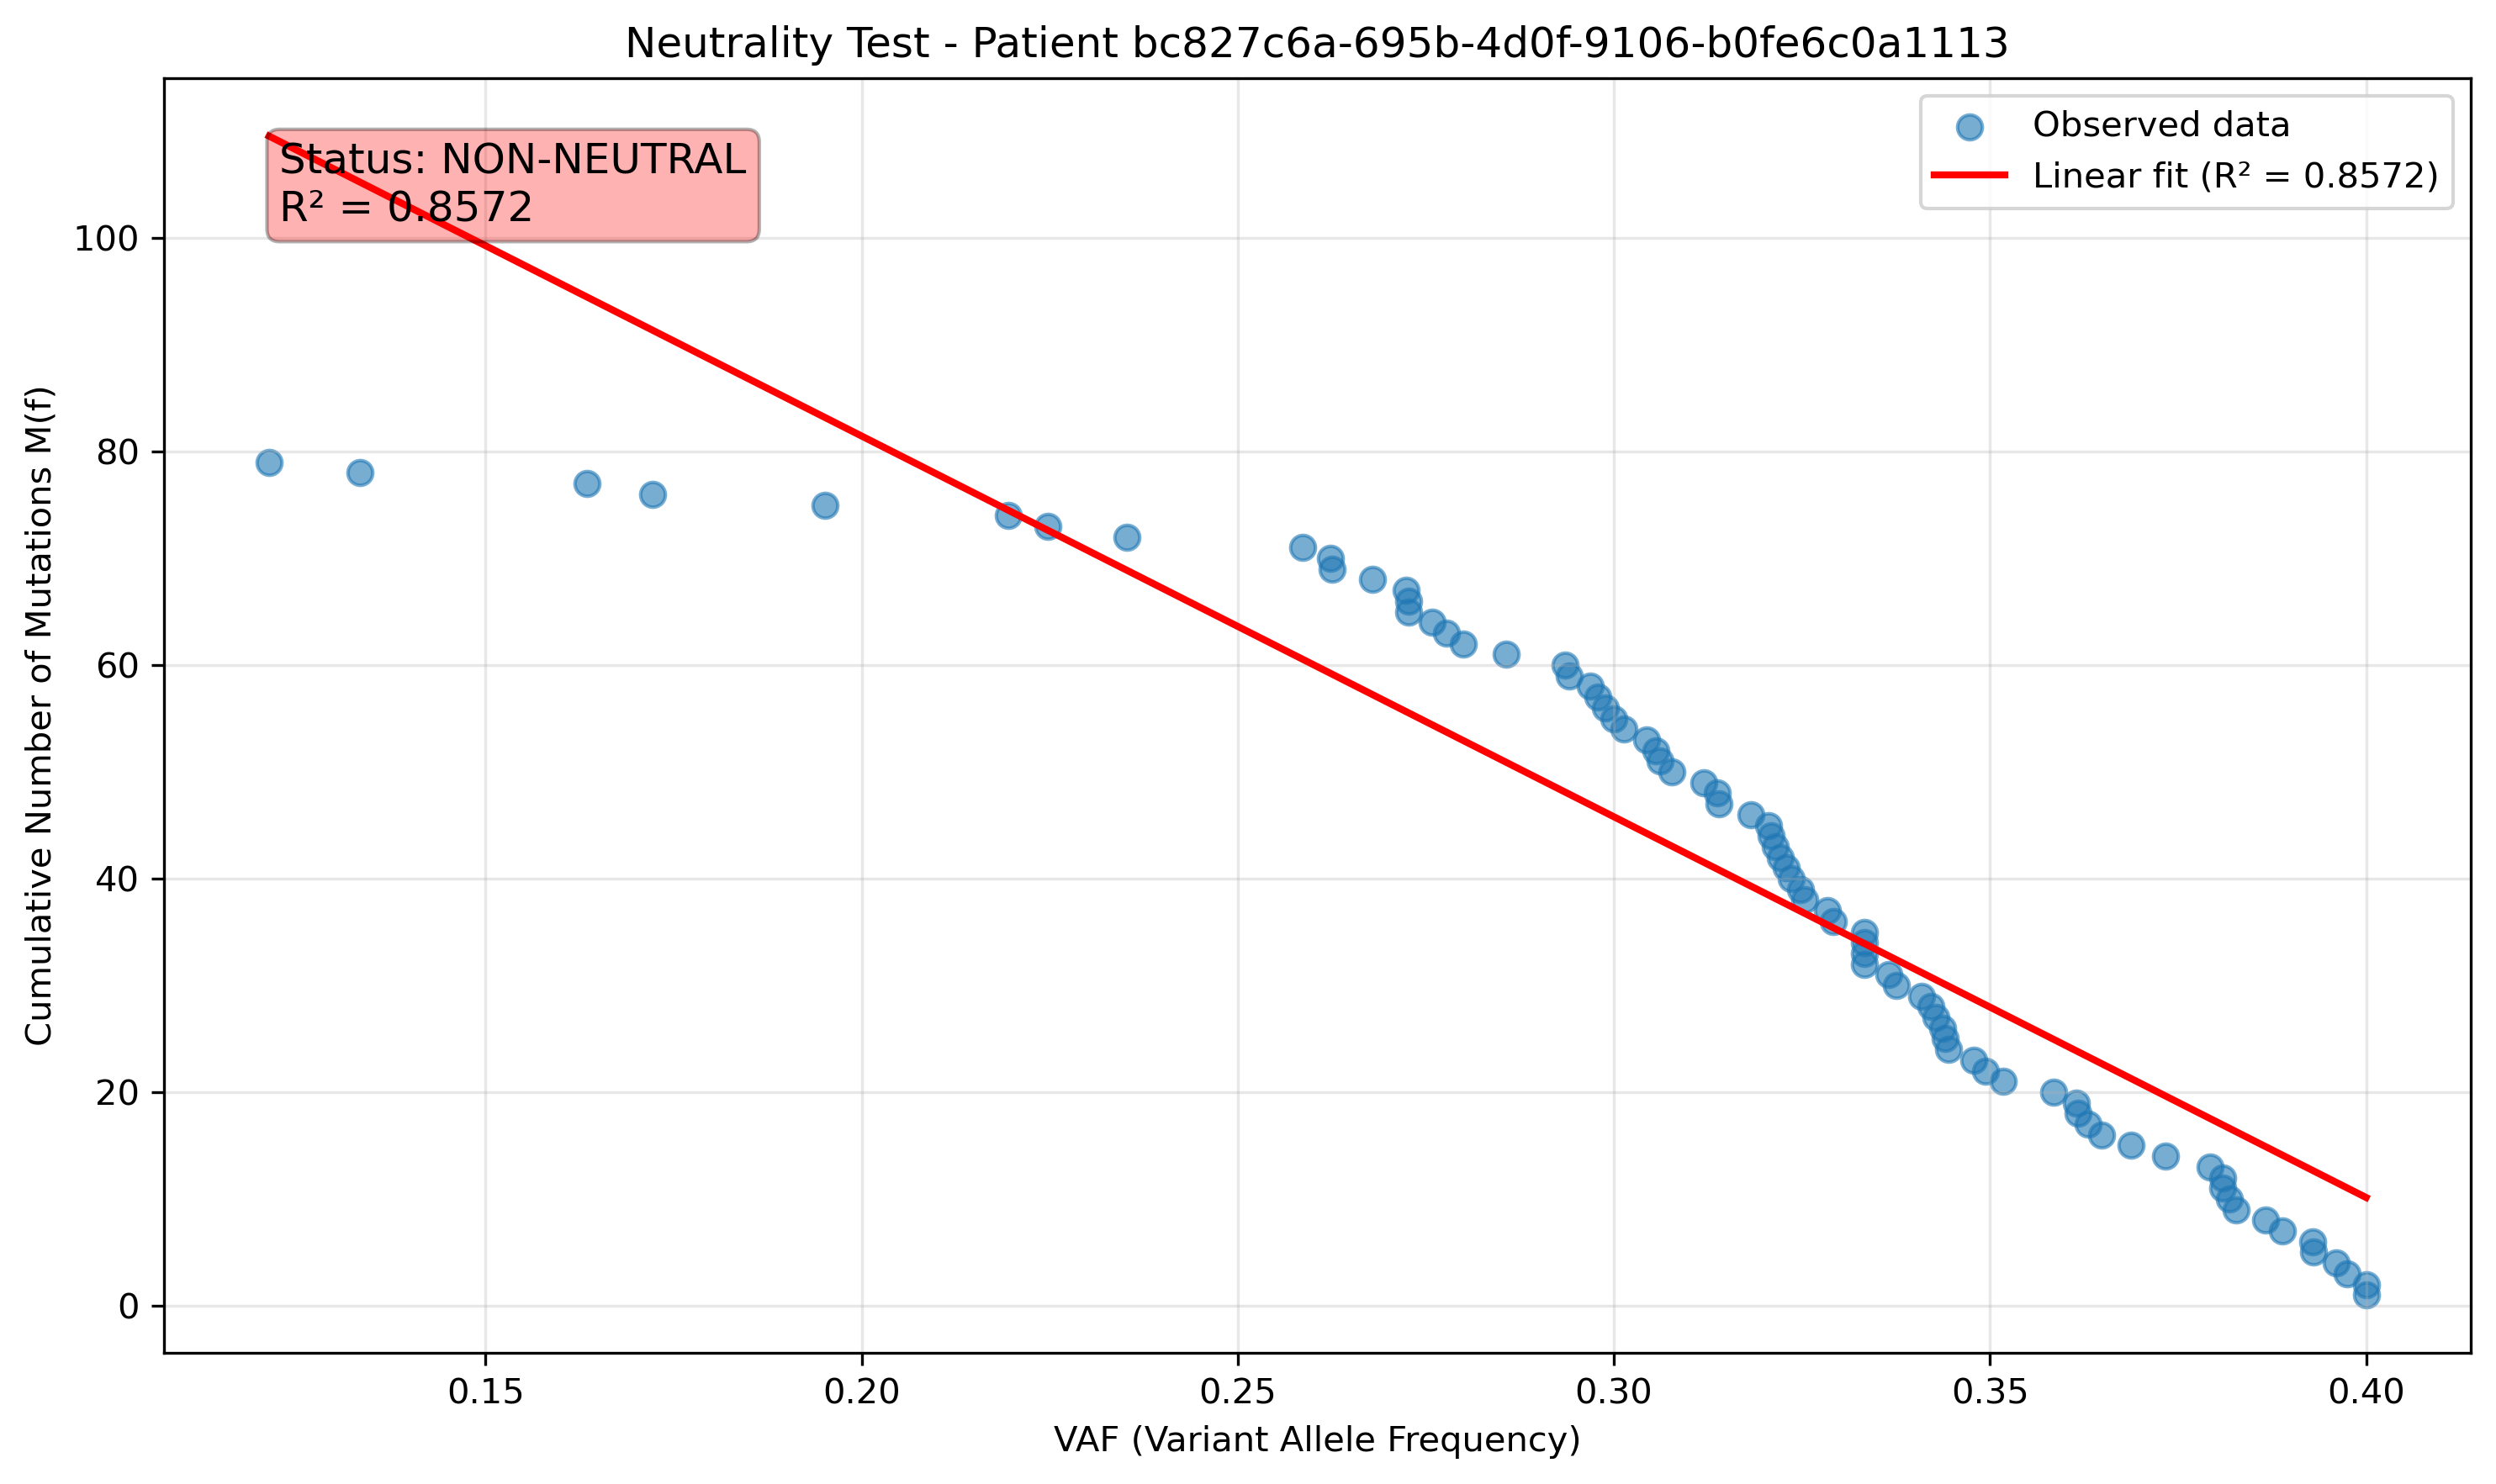 Neutrality Test - Patient bc827c6a-695b-4d0f-9106-b0fe6c0a1113
Status: NON-NEUTRAL
R² = 0.8572
Observed data
Linear fit (R² = 0.8572)
Cumulative Number of Mutations M(f)
100
80
60
40
20
0
0.15
0.20
0.25
0.30
0.35
0.40
VAF (Variant Allele Frequency)